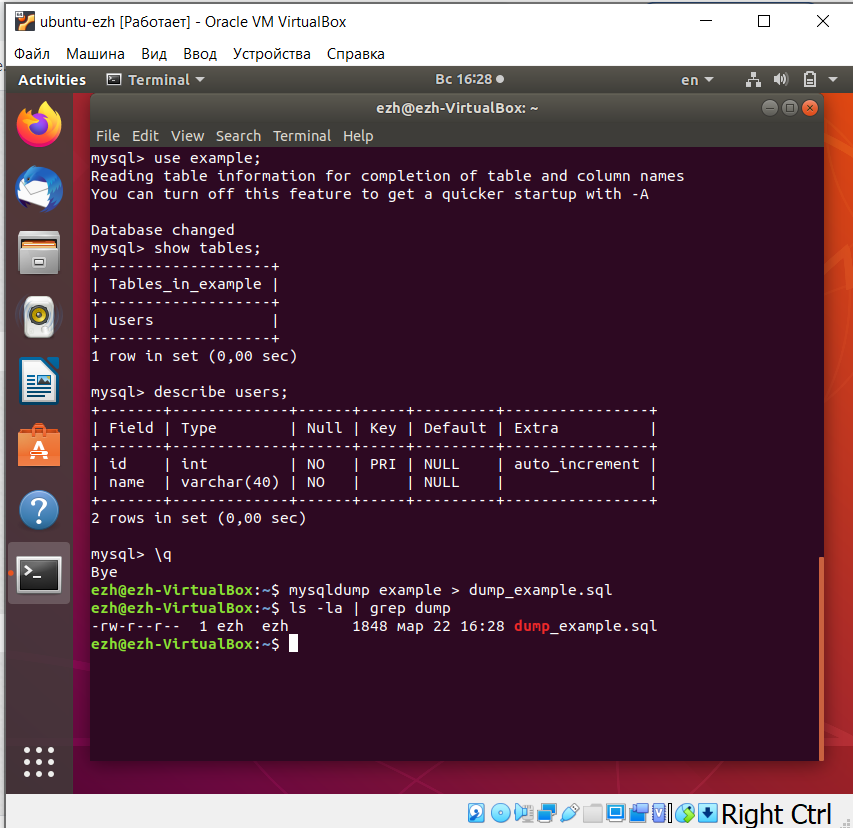 ubuntu-ezh [Работает] - Oracle VM VirtualBox
Файл Машина Вид Ввод Устройства Справка
Activities Terminal Вс 16:28 en
ezh@ezh-VirtualBox: ~
File Edit View Search Terminal Help
mysql> use example;
Reading table information for completion of table and column names
You can turn off this feature to get a quicker startup with -A
Database changed
mysql> show tables;
+-------------------+
| Tables_in_example |
+-------------------+
| users             |
+-------------------+
1 row in set (0,00 sec)
mysql> describe users;
+-------+-------------+------+-----+---------+----------------+
| Field | Type        | Null | Key | Default | Extra          |
+-------+-------------+------+-----+---------+----------------+
| id    | int         | NO   | PRI | NULL    | auto_increment |
| name  | varchar(40) | NO   |     | NULL    |                |
+-------+-------------+------+-----+---------+----------------+
2 rows in set (0,00 sec)
mysql> \q
Bye
ezh@ezh-VirtualBox:~$ mysqldump example > dump_example.sql
ezh@ezh-VirtualBox:~$ ls -la | grep dump
-rw-r--r--  1 ezh  ezh       1848 мар 22 16:28 dump_example.sql
ezh@ezh-VirtualBox:~$
Right Ctrl